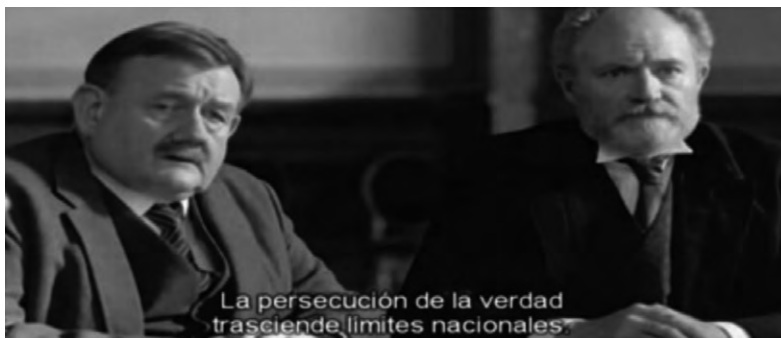 La persecución de la verdad
trasciende límites nacionales.